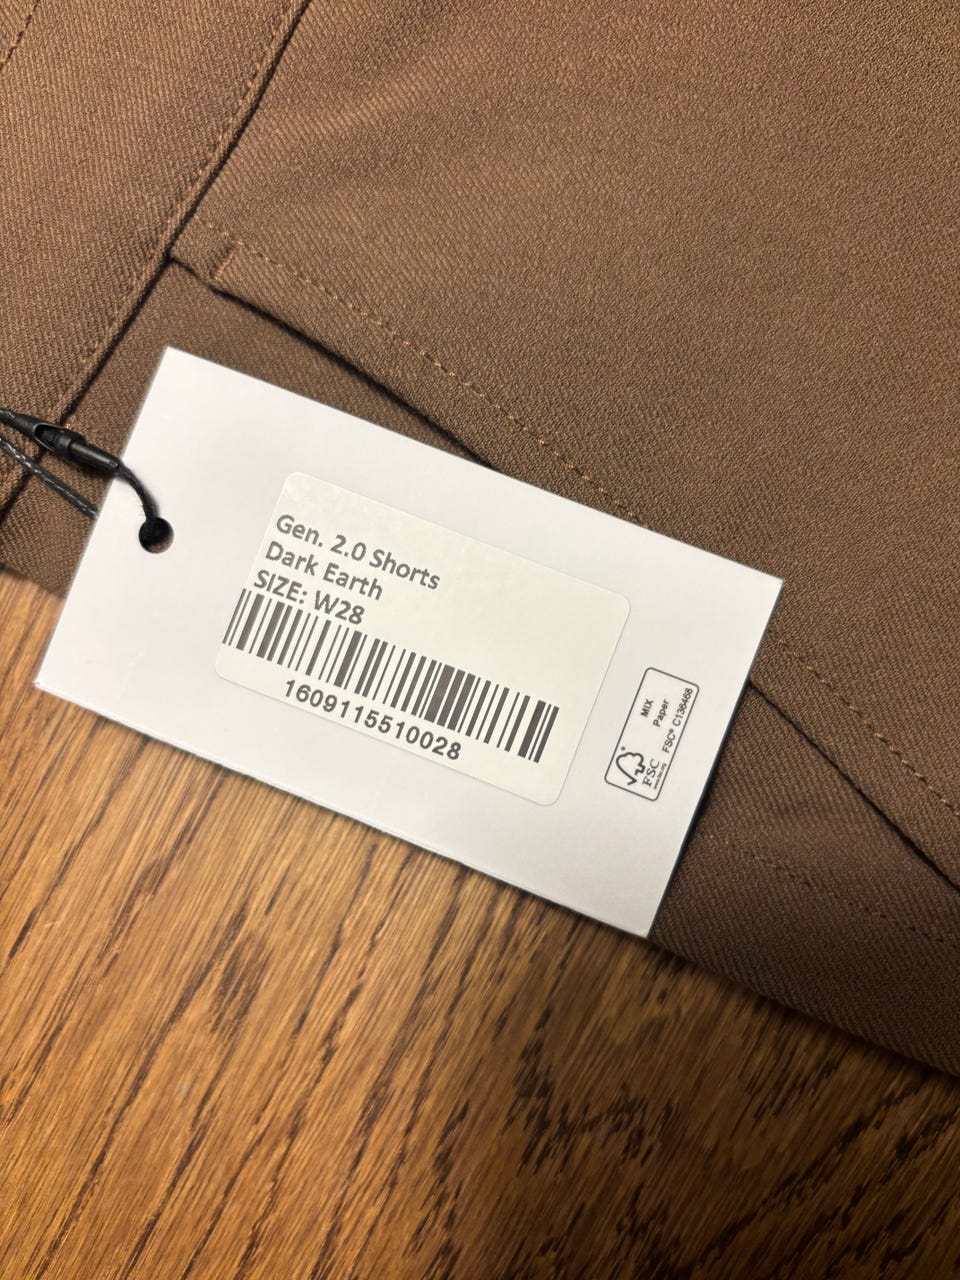 Gen. 2.0 Shorts
Dark Earth
SIZE: W28
1609115510028
MIX
Paper
FSC® C136468
FSC